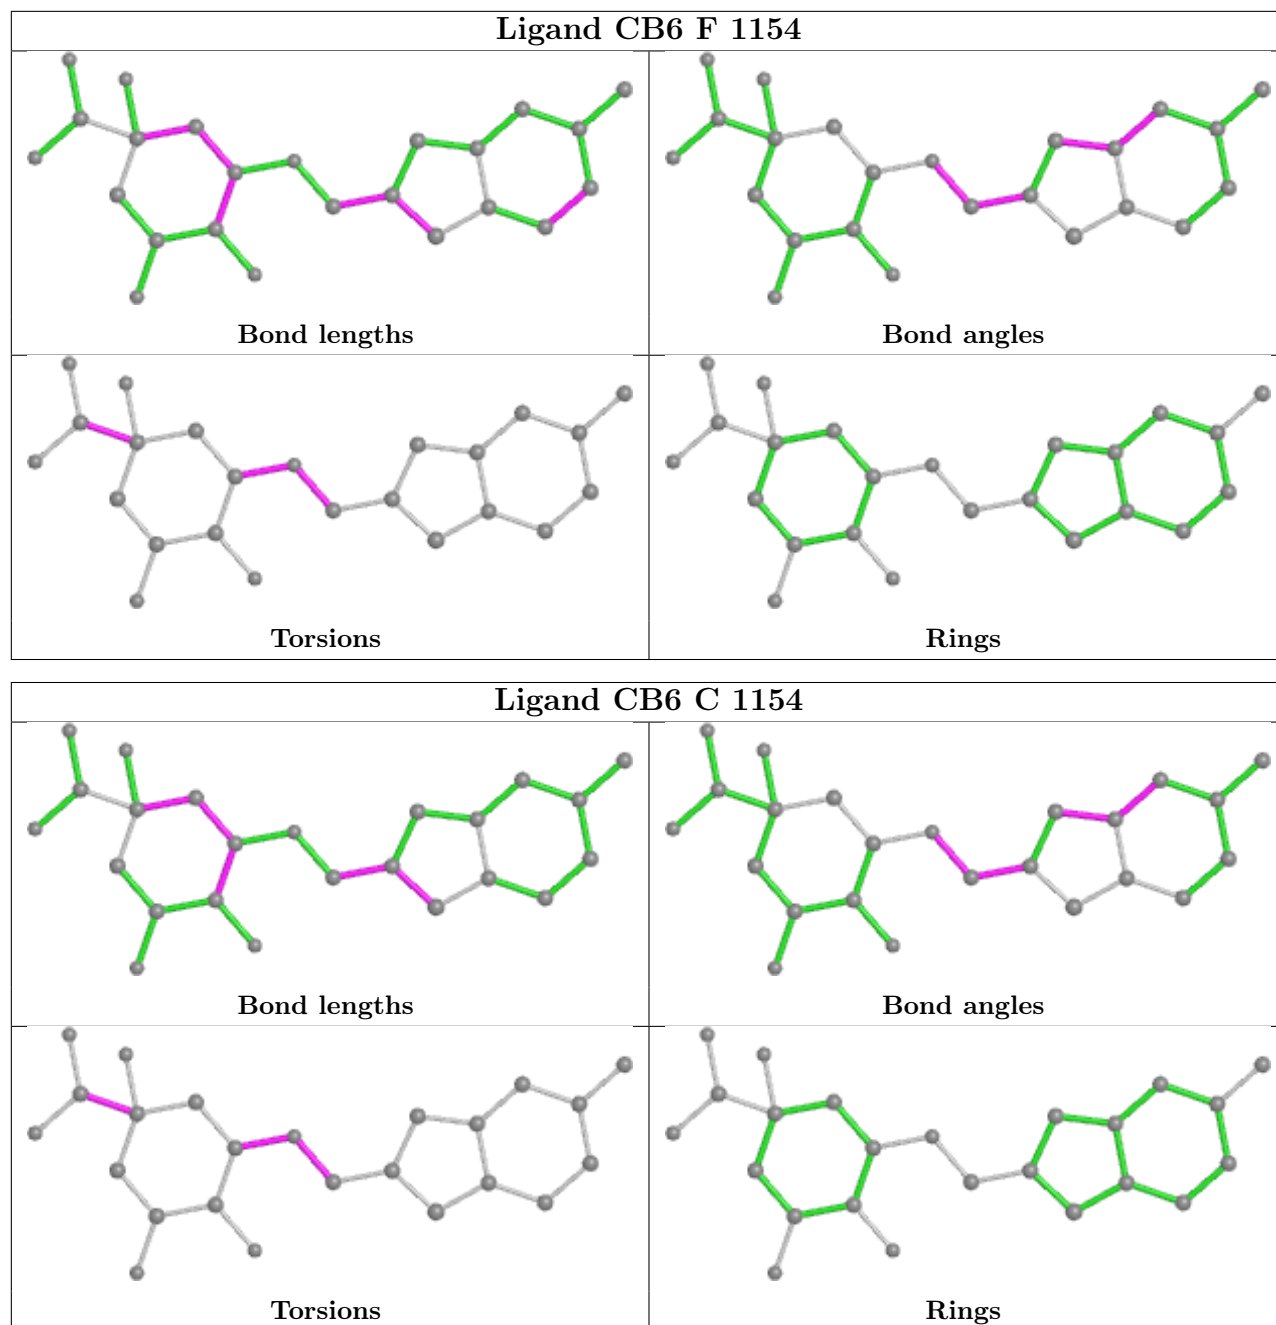 Ligand CB6 F 1154
Bond lengths
Bond angles
Torsions
Rings
Ligand CB6 C 1154
Bond lengths
Bond angles
Torsions
Rings